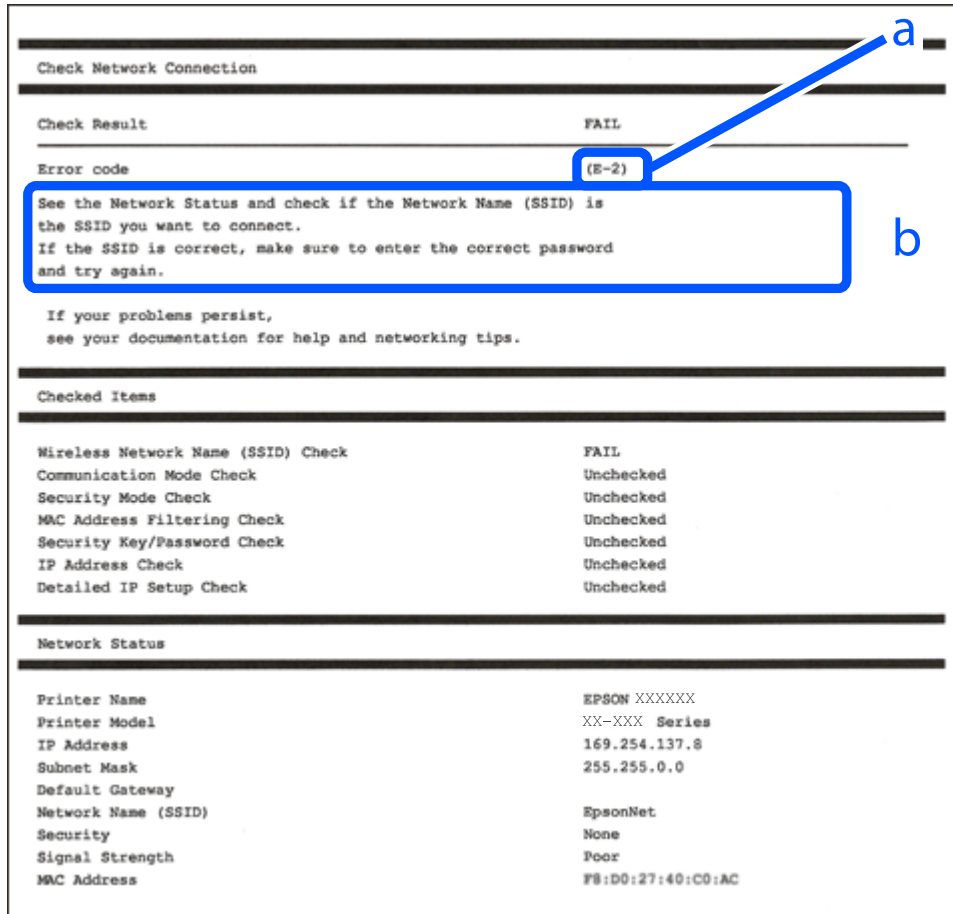 a
Check Network Connection
Check Result FAIL
Error code (E-2)
See the Network Status and check if the Network Name (SSID) is
the SSID you want to connect.
If the SSID is correct, make sure to enter the correct password
and try again.
b
If your problems persist,
see your documentation for help and networking tips.
Checked Items
Wireless Network Name (SSID) Check FAIL
Communication Mode Check Unchecked
Security Mode Check Unchecked
MAC Address Filtering Check Unchecked
Security Key/Password Check Unchecked
IP Address Check Unchecked
Detailed IP Setup Check Unchecked
Network Status
Printer Name EPSON XXXXXX
Printer Model XX-XXX Series
IP Address 169.254.137.8
Subnet Mask 255.255.0.0
Default Gateway
Network Name (SSID) EpsonNet
Security None
Signal Strength Poor
MAC Address F8:D0:27:40:C0:AC